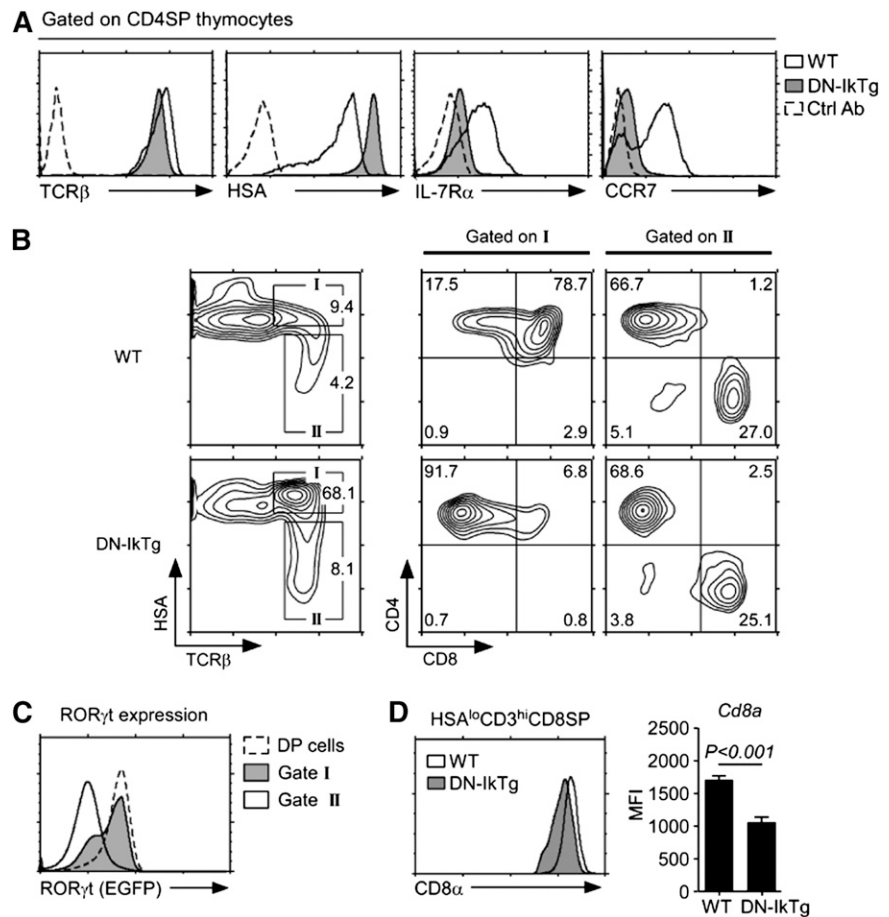 A
Gated on CD4SP thymocytes
WT
DN-IkTg
Ctrl Ab
TCRβ
HSA
IL-7Rα
CCR7
B
Gated on I
Gated on II
WT
I
9.4
4.2
II
17.5
78.7
0.9
2.9
66.7
1.2
5.1
27.0
DN-IkTg
I
68.1
8.1
II
91.7
6.8
0.7
0.8
68.6
2.5
3.8
25.1
HSA
TCRβ
CD4
CD8
C
RORγt expression
DP cells
Gate I
Gate II
RORγt (EGFP)
D
HSAloCD3hiCD8SP
WT
DN-IkTg
CD8α
Cd8a
P<0.001
MFI
2500
2000
1500
1000
500
0
WT DN-IkTg